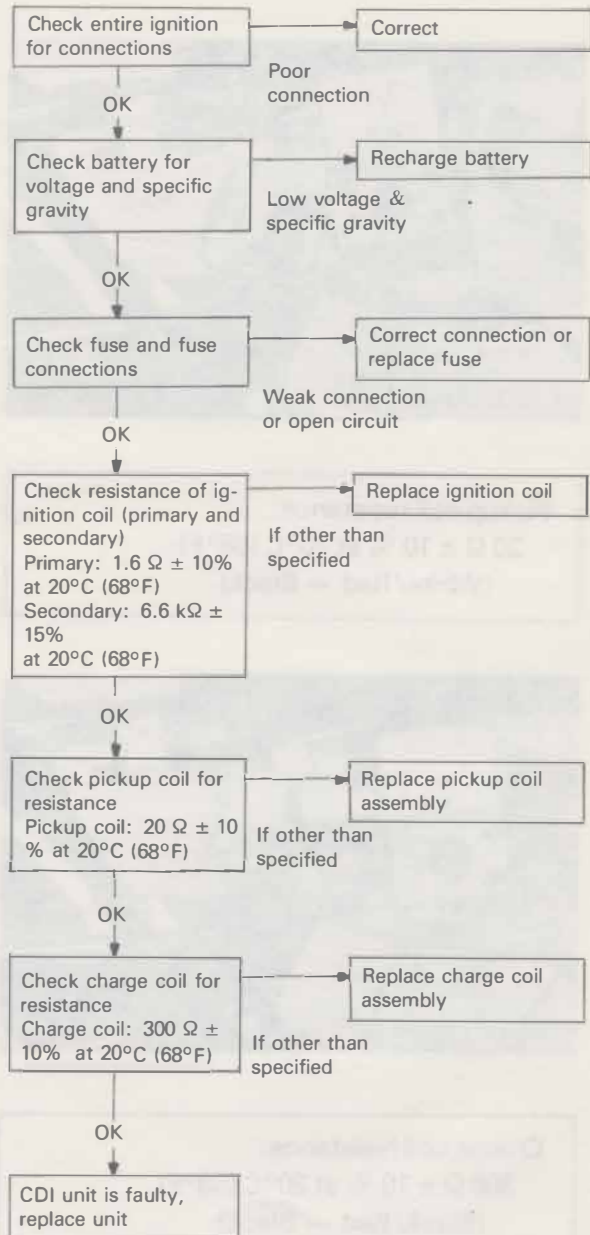 Check entire ignition
for connections
Correct
Poor
connection
OK
Check battery for
voltage and specific
gravity
Recharge battery
Low voltage &
specific gravity
OK
Check fuse and fuse
connections
Correct connection or
replace fuse
Weak connection
or open circuit
OK
Check resistance of ig-
nition coil (primary and
secondary)
Primary: 1.6 Ω ± 10%
at 20°C (68°F)
Secondary: 6.6 kΩ ±
15%
at 20°C (68°F)
Replace ignition coil
If other than
specified
OK
Check pickup coil for
resistance
Pickup coil: 20 Ω ± 10
% at 20°C (68°F)
Replace pickup coil
assembly
If other than
specified
OK
Check charge coil for
resistance
Charge coil: 300 Ω ±
10% at 20°C (68°F)
Replace charge coil
assembly
If other than
specified
OK
CDI unit is faulty,
replace unit